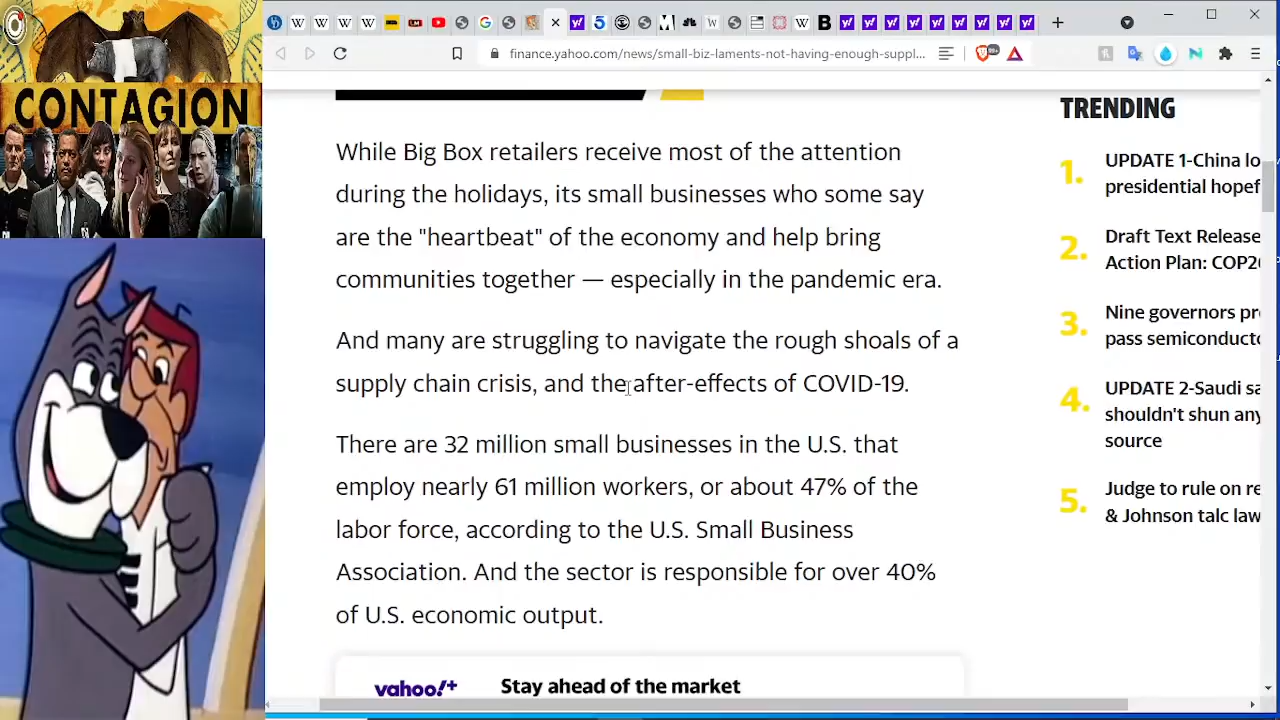 CONTAGION
finance.yahoo.com/news/small-biz-laments-not-having-enough-suppl...
While Big Box retailers receive most of the attention
during the holidays, its small businesses who some say
are the "heartbeat" of the economy and help bring
communities together — especially in the pandemic era.
And many are struggling to navigate the rough shoals of a
supply chain crisis, and the after-effects of COVID-19.
There are 32 million small businesses in the U.S. that
employ nearly 61 million workers, or about 47% of the
labor force, according to the U.S. Small Business
Association. And the sector is responsible for over 40%
of U.S. economic output.
yahoo!+ Stay ahead of the market
TRENDING
1. UPDATE 1-China lo
presidential hopef
2. Draft Text Release
Action Plan: COP26
3. Nine governors pr
pass semiconducto
4. UPDATE 2-Saudi sa
shouldn't shun any
source
5. Judge to rule on re
& Johnson talc law